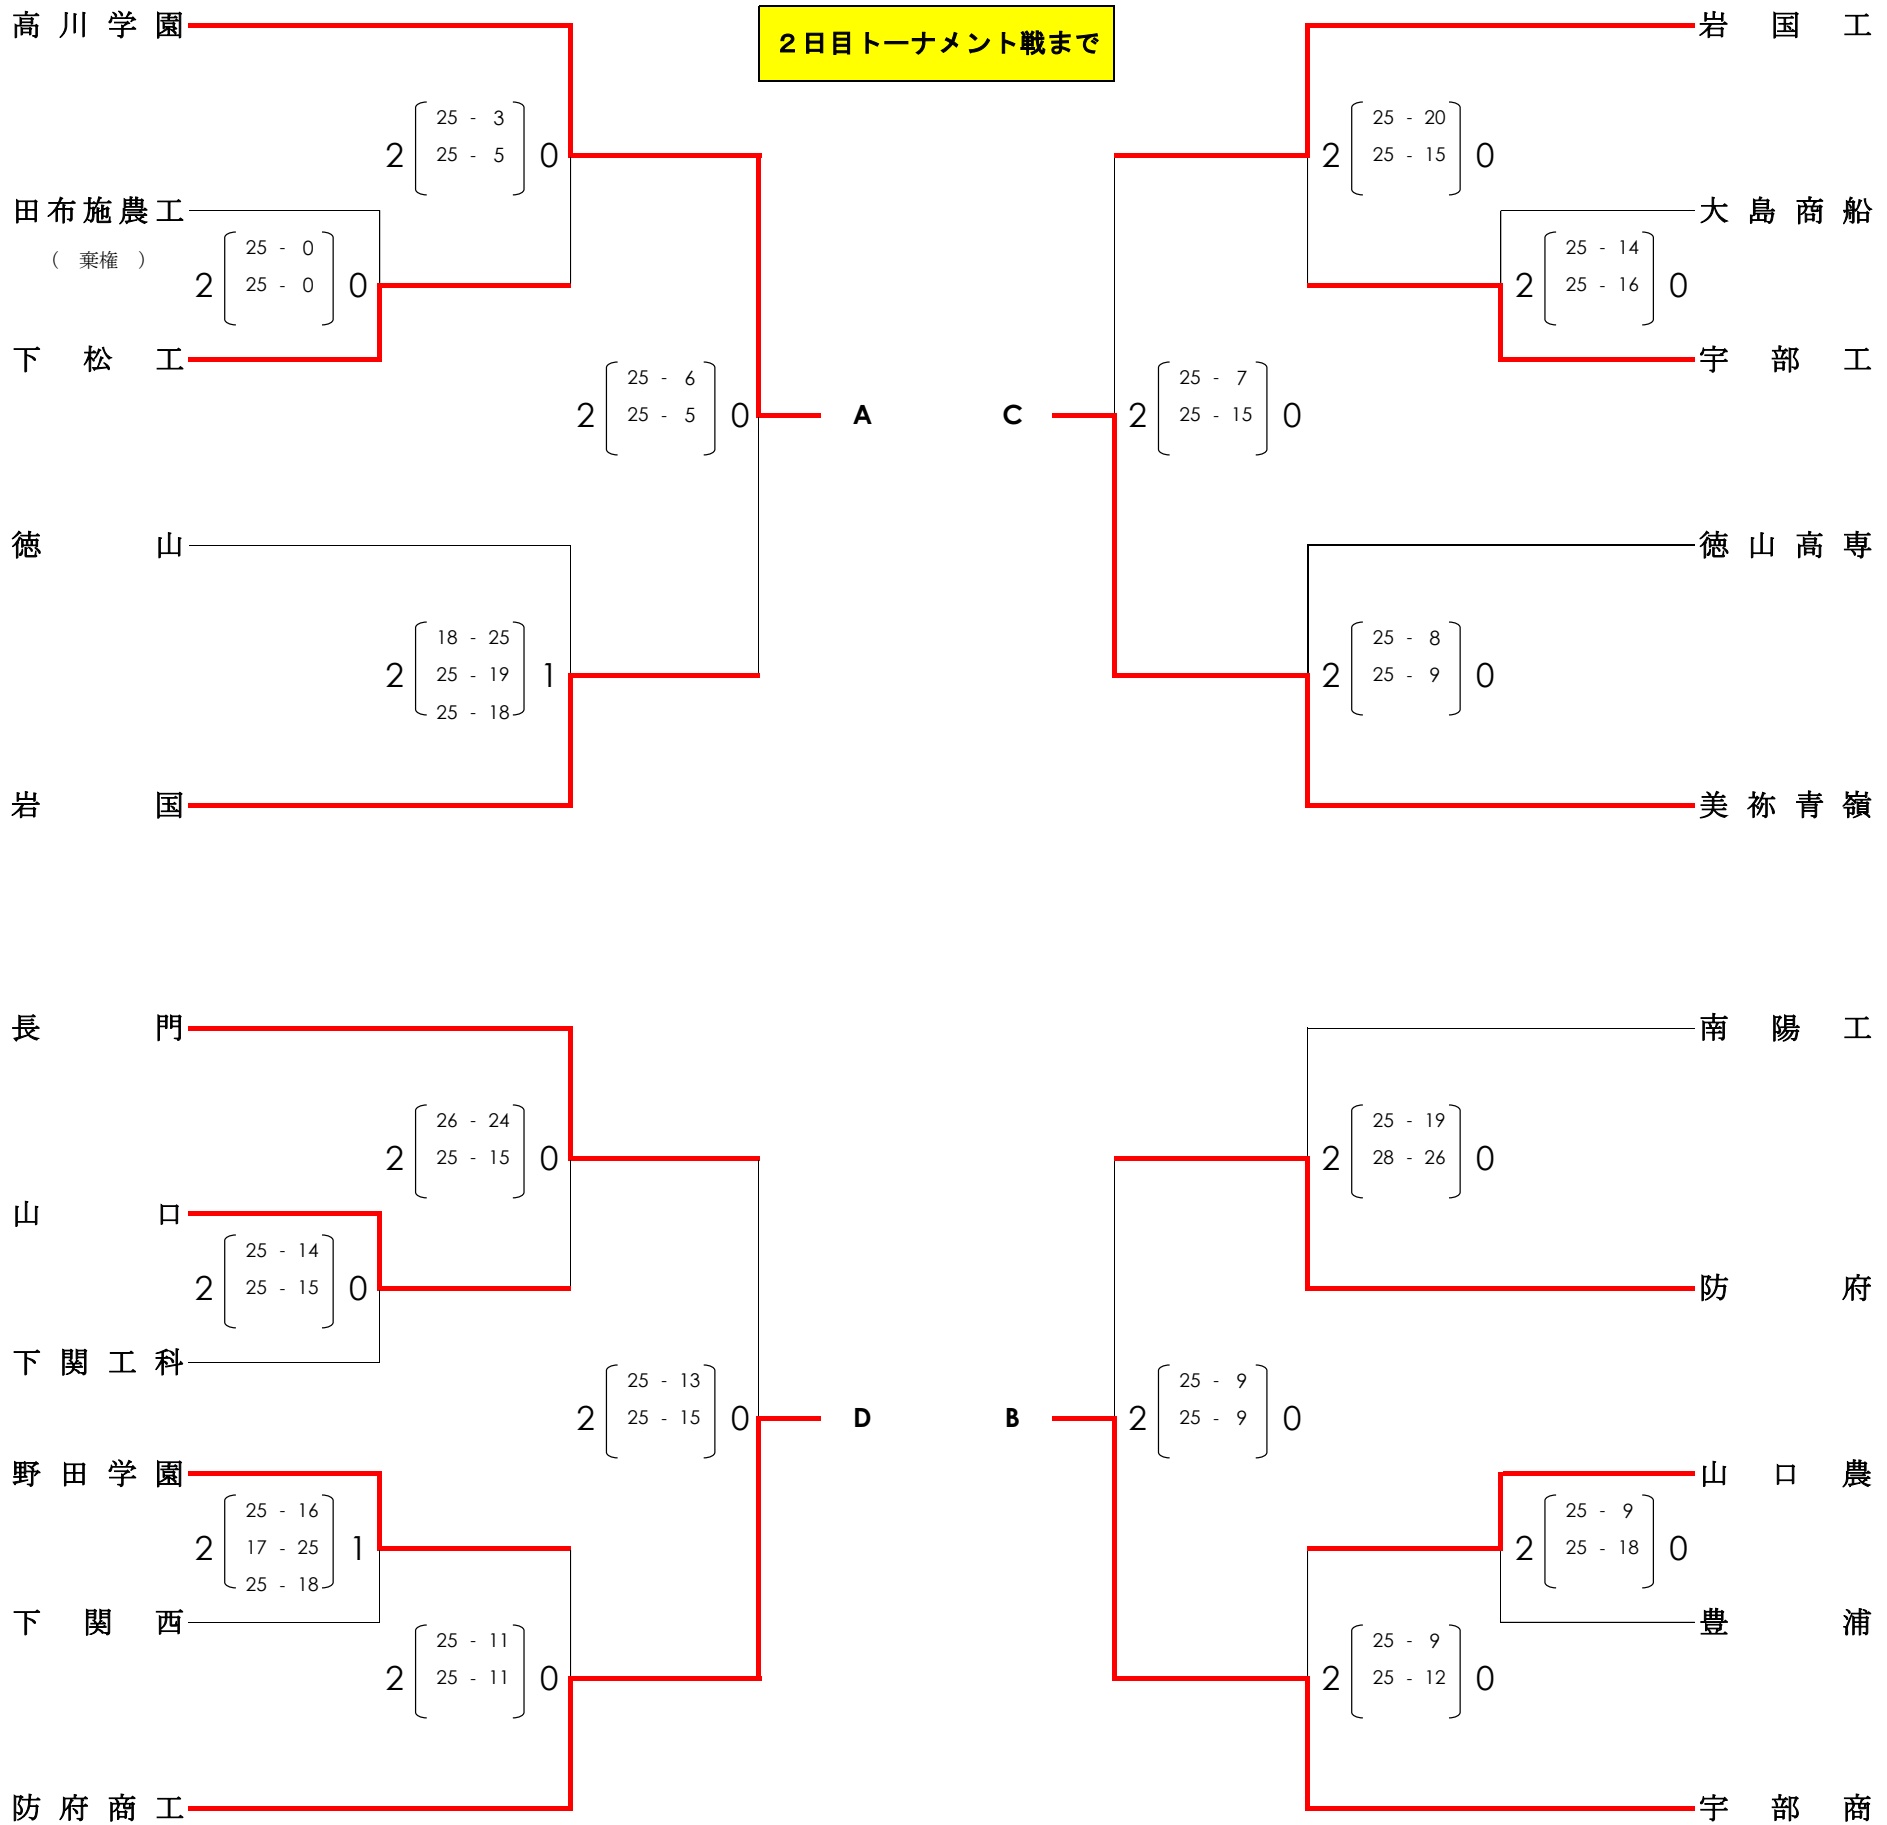 ２日目トーナメント戦まで
高川学園
25 - 3
2 25 - 5 0
田布施農工
（　棄権　）
25 - 0
2 25 - 0 0
下松工
25 - 6
2 25 - 5 0
A
徳山
18 - 25
2 25 - 19 1
25 - 18
岩国
岩国工
25 - 20
2 25 - 15 0
大島商船
25 - 14
2 25 - 16 0
宇部工
C
25 - 7
2 25 - 15 0
徳山高専
25 - 8
2 25 - 9 0
美祢青嶺
長門
26 - 24
2 25 - 15 0
山口
25 - 14
2 25 - 15 0
下関工科
25 - 13
2 25 - 15 0
D
野田学園
25 - 16
2 17 - 25 1
25 - 18
下関西
25 - 11
2 25 - 11 0
防府商工
南陽工
25 - 19
2 28 - 26 0
防府
B
25 - 9
2 25 - 9 0
山口農
25 - 9
2 25 - 18 0
豊浦
25 - 9
2 25 - 12 0
宇部商